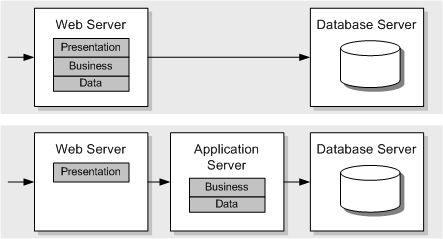 Web Server
Presentation
Business
Data
Database Server
Web Server
Presentation
Application
Server
Business
Data
Database Server